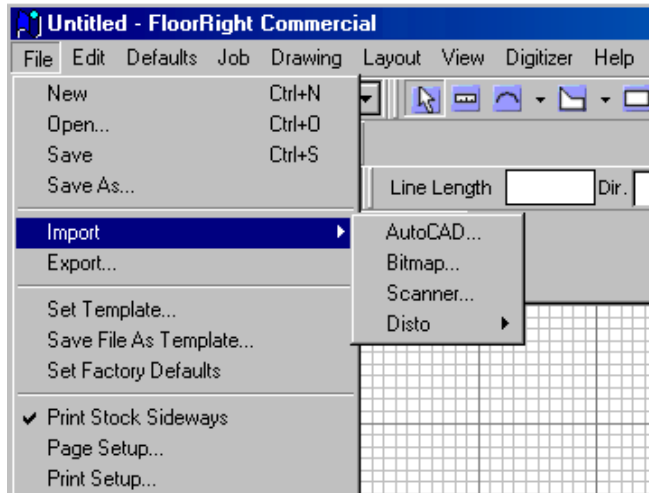 Untitled - FloorRight Commercial
File Edit Defaults Job Drawing Layout View Digitizer Help
New Ctrl+N
Open... Ctrl+O
Save Ctrl+S
Save As...
Line Length Dir.
Import
AutoCAD...
Export...
Bitmap...
Scanner...
Set Template...
Disto
Save File As Template...
Set Factory Defaults
Print Stock Sideways
Page Setup...
Print Setup...